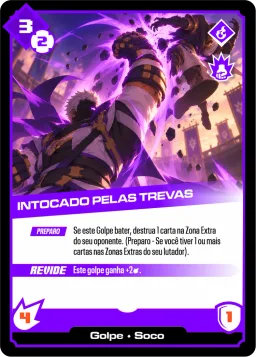 3
2
INTOCADO PELAS TREVAS
PREPARO Se este Golpe bater, destrua 1 carta na Zona Extra
do seu oponente. (Preparo - Se você tiver 1 ou mais
cartas nas Zonas Extras do seu lutador).
REVIDE Este golpe ganha +2.
4
1
Golpe • Soco